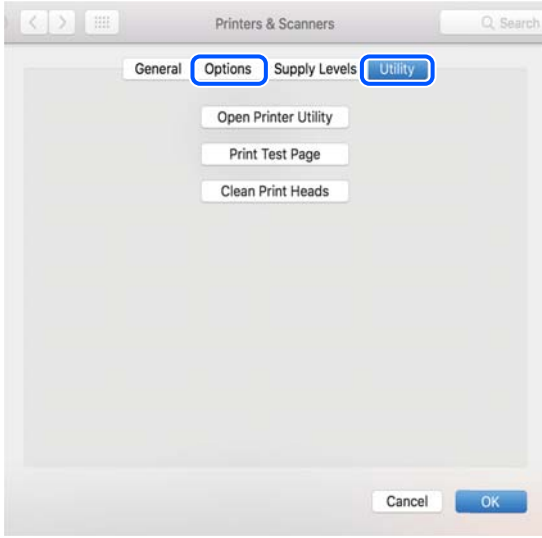 Printers & Scanners
Search
General Options Supply Levels Utility
Open Printer Utility
Print Test Page
Clean Print Heads
Cancel OK